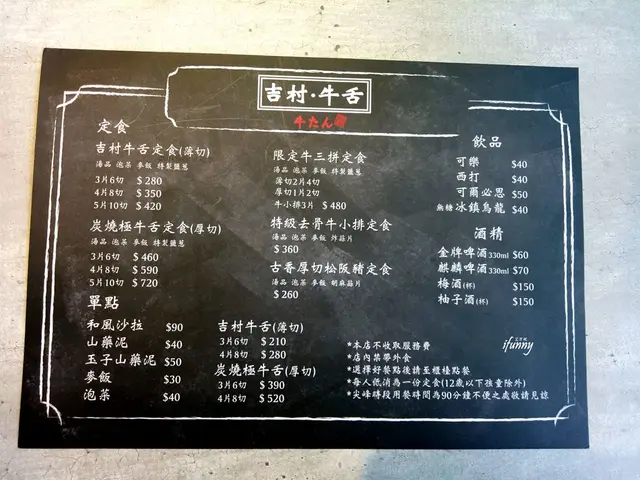 吉村·牛舌
牛たん
定食
吉村牛舌定食(薄切)
湯品 泡菜 麥飯 特製鹽蔥
3片6切 $280
4片8切 $350
5片10切 $420
炭燒極牛舌定食(厚切)
湯品 泡菜 麥飯 特製鹽蔥
3片6切 $460
4片8切 $590
5片10切 $720
限定牛三拼定食
湯品 泡菜 麥飯 特製鹽蔥
薄切2片4切
厚切1片2切
牛小排3片 $480
特級去骨牛小排定食
湯品 泡菜 麥飯 炸蒜片
$360
古番厚切松阪豬定食
湯品 泡菜 麥飯 胡麻菇片
$260
飲品
可樂 $40
西打 $40
可爾必思 $50
無糖冰鎮烏龍 $40
酒精
金牌啤酒330ml $60
麒麟啤酒330ml $70
梅酒(杯) $150
柚子酒(杯) $150
單點
和風沙拉 $90
山藥泥 $40
玉子山藥泥 $50
麥飯 $30
泡菜 $40
吉村牛舌(薄切)
3片6切 $210
4片8切 $280
炭燒極牛舌(厚切)
3片6切 $390
4片8切 $520
*本店不收取服務費
*店內禁帶外食
*選擇好餐點後請至櫃檯點餐
*每人低消為一份定食(12歲以下孩童除外)
*尖峰時段用餐時間為90分鐘不便之處敬請見諒
ifunny